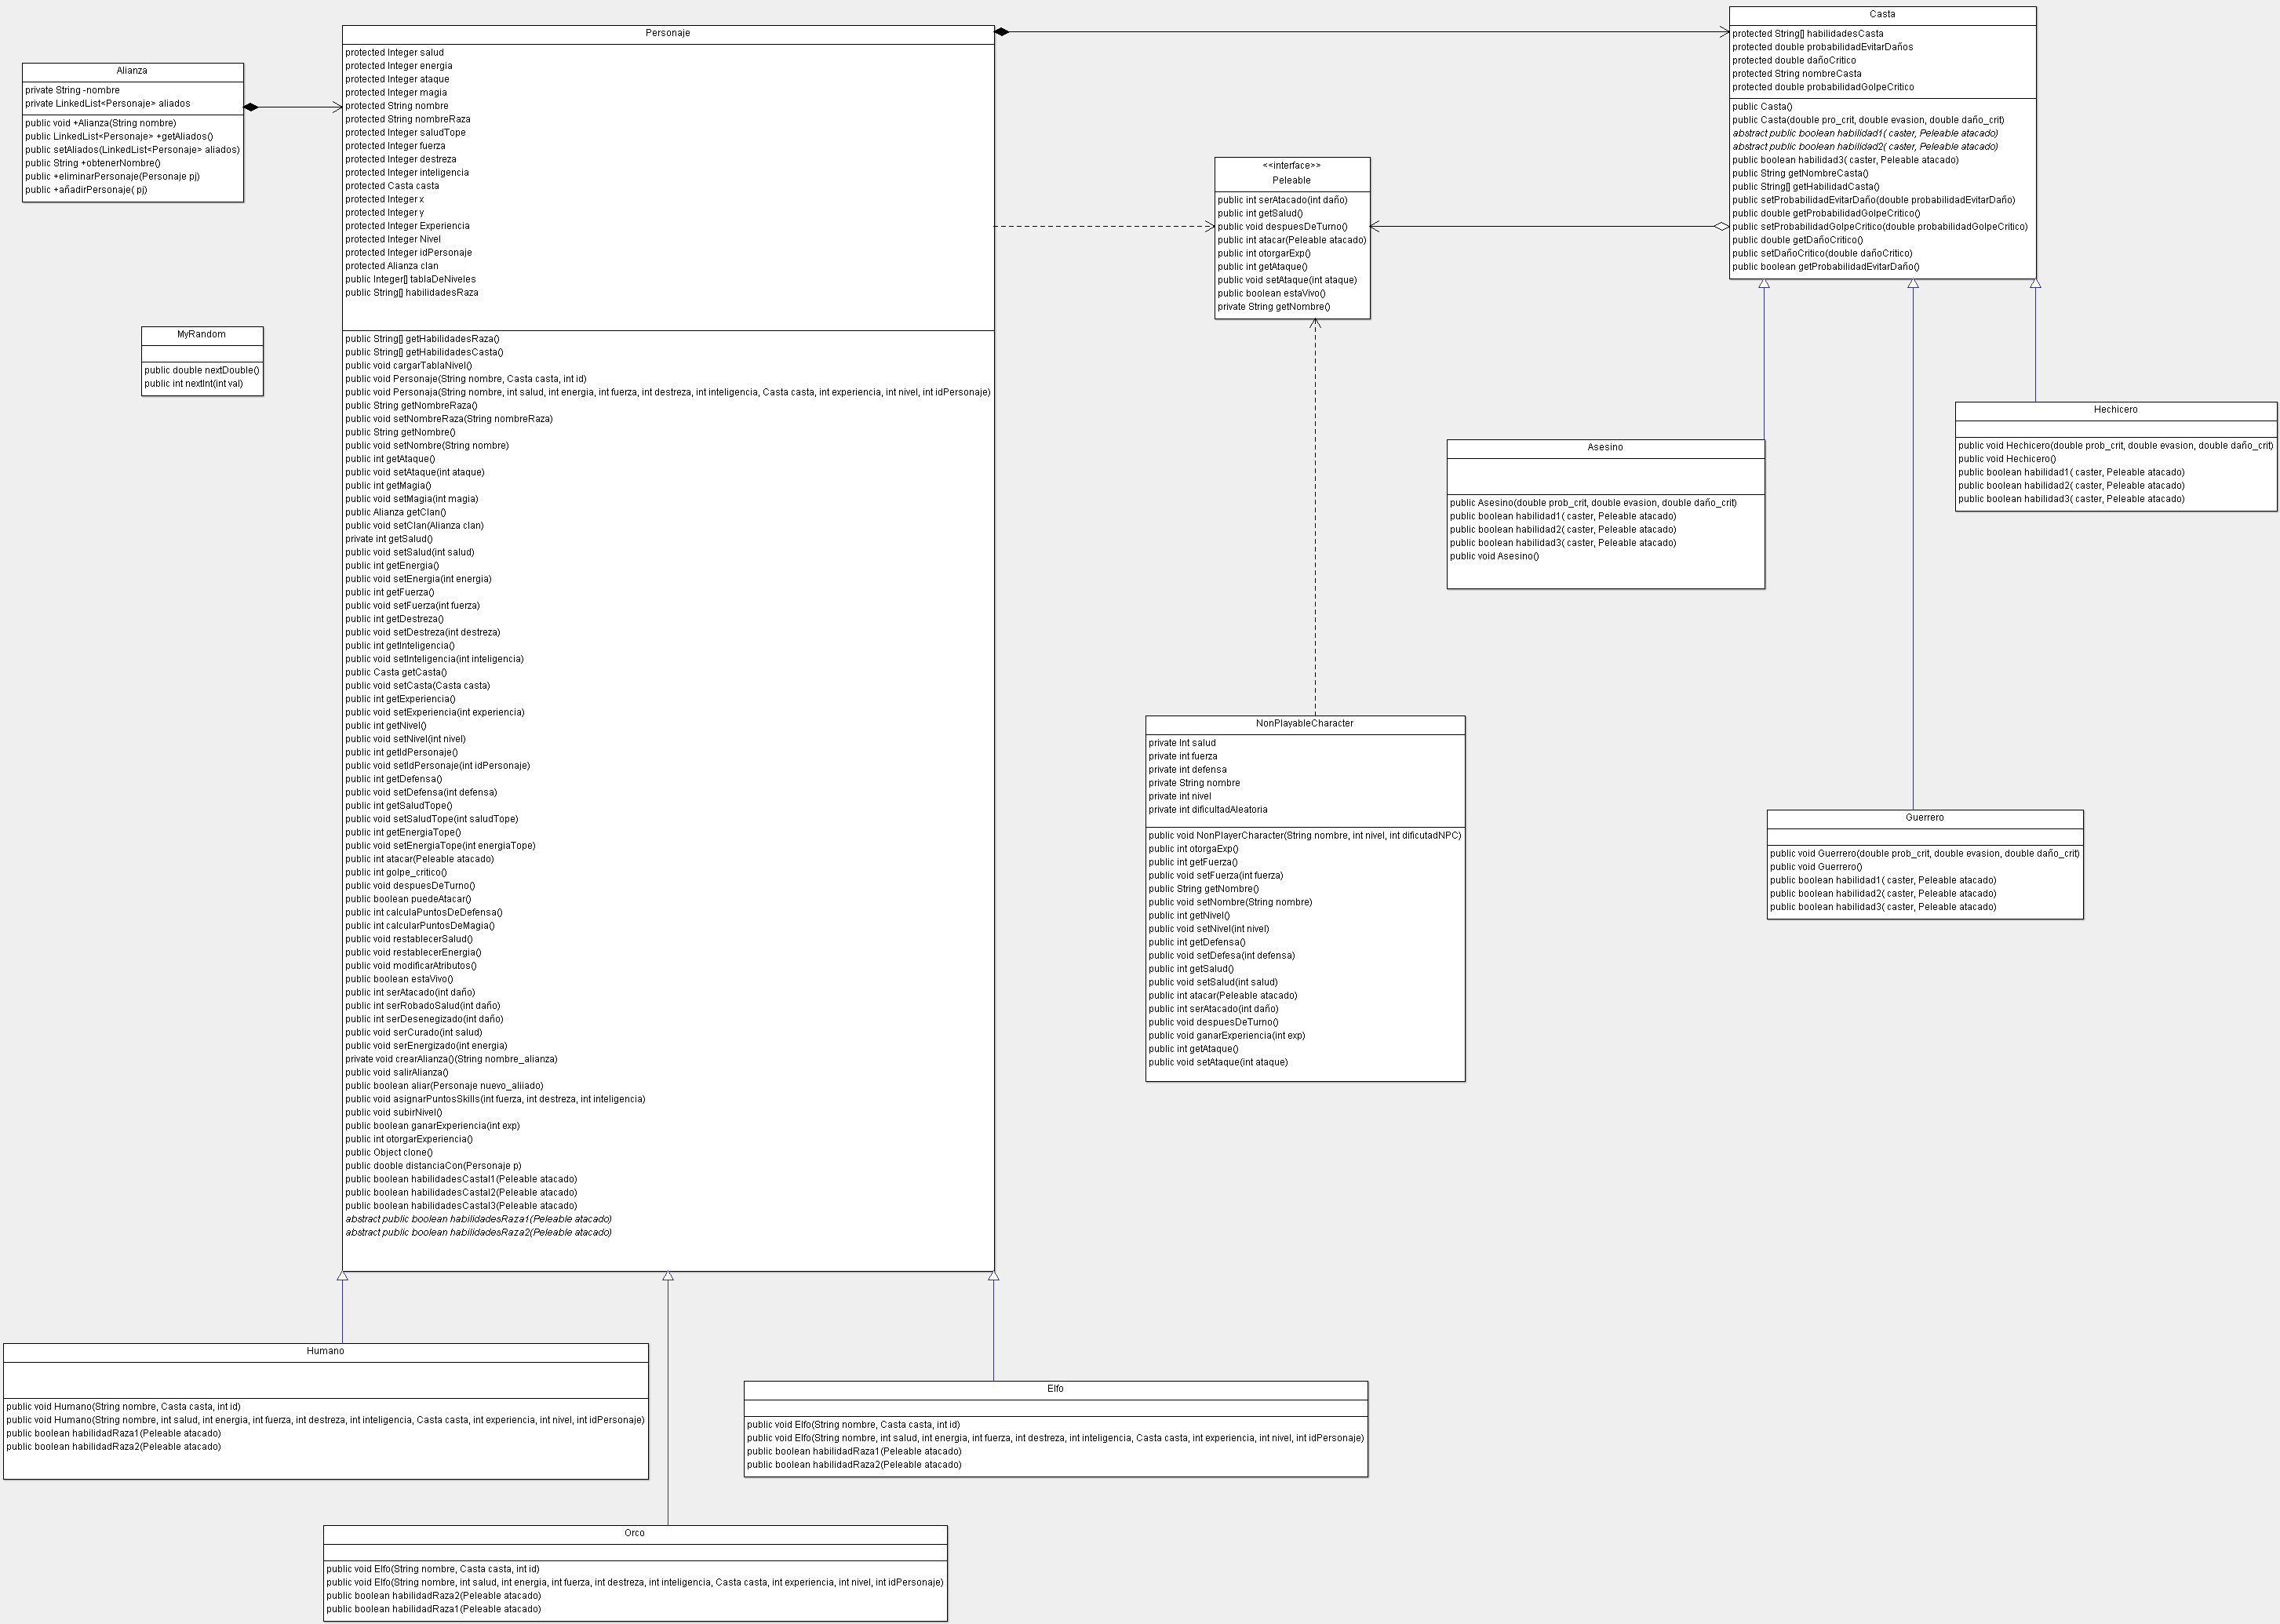 Alianza
private String -nombre
private LinkedList<Personaje> aliados
public void +Alianza(String nombre)
public LinkedList<Personaje> +getAliados()
public setAliados(LinkedList<Personaje> aliados)
public String +obtenerNombre()
public +eliminarPersonaje(Personaje pj)
public +añadirPersonaje( pj)
MyRandom
public double nextDouble()
public int nextInt(int val)
Personaje
protected Integer salud
protected Integer energia
protected Integer ataque
protected Integer magia
protected String nombre
protected String nombreRaza
protected Integer saludTope
protected Integer fuerza
protected Integer destreza
protected Integer inteligencia
protected Casta casta
protected Integer x
protected Integer y
protected Integer Experiencia
protected Integer Nivel
protected Integer idPersonaje
protected Alianza clan
public Integer[] tablaDeNiveles
public String[] habilidadesRaza
public String[] getHabilidadesRaza()
public String[] getHabilidadesCasta()
public void cargarTablaNivel()
public void Personaje(String nombre, Casta casta, int id)
public void Personaja(String nombre, int salud, int energia, int fuerza, int destreza, int inteligencia, Casta casta, int experiencia, int nivel, int idPersonaje)
public String getNombreRaza()
public void setNombreRaza(String nombreRaza)
public String getNombre()
public void setNombre(String nombre)
public int getAtaque()
public void setAtaque(int ataque)
public int getMagia()
public void setMagia(int magia)
public Alianza getClan()
public void setClan(Alianza clan)
private int getSalud()
public void setSalud(int salud)
public int getEnergia()
public void setEnergia(int energia)
public int getFuerza()
public void setFuerza(int fuerza)
public int getDestreza()
public void setDestreza(int destreza)
public int getInteligencia()
public void setInteligencia(int inteligencia)
public Casta getCasta()
public void setCasta(Casta casta)
public int getExperiencia()
public void setExperiencia(int experiencia)
public int getNivel()
public void setNivel(int nivel)
public int getIdPersonaje()
public void setIdPersonaje(int idPersonaje)
public int getDefensa()
public void setDefensa(int defensa)
public int getSaludTope()
public void setSaludTope(int saludTope)
public int getEnergiaTope()
public void setEnergiaTope(int energiaTope)
public int atacar(Peleable atacado)
public int golpe_critico()
public void despuesDeTurno()
public boolean puedeAtacar()
public int calculaPuntosDeDefensa()
public int calcularPuntosDeMagia()
public void restablecerSalud()
public void restablecerEnergia()
public void modificarAtributos()
public boolean estaVivo()
public int serAtacado(int daño)
public int serRobadoSalud(int daño)
public int serDesenegizado(int daño)
public void serCurado(int salud)
public void serEnergizado(int energia)
private void crearAlianza()(String nombre_alianza)
public void salirAlianza()
public boolean aliar(Personaje nuevo_aliiado)
public void asignarPuntosSkills(int fuerza, int destreza, int inteligencia)
public void subirNivel()
public boolean ganarExperiencia(int exp)
public int otorgarExperiencia()
public Object clone()
public dooble distanciaCon(Personaje p)
public boolean habilidadesCastal1(Peleable atacado)
public boolean habilidadesCastal2(Peleable atacado)
public boolean habilidadesCastal3(Peleable atacado)
abstract public boolean habilidadesRaza1(Peleable atacado)
abstract public boolean habilidadesRaza2(Peleable atacado)
<<interface>>
Peleable
public int serAtacado(int daño)
public int getSalud()
public void despuesDeTurno()
public int atacar(Peleable atacado)
public int otorgarExp()
public int getAtaque()
public void setAtaque(int ataque)
public boolean estaVivo()
private String getNombre()
Casta
protected String[] habilidadesCasta
protected double probabilidadEvitarDaños
protected double dañoCritico
protected String nombreCasta
protected double probabilidadGolpeCritico
public Casta()
public Casta(double pro_crit, double evasion, double daño_crit)
abstract public boolean habilidad1( caster, Peleable atacado)
abstract public boolean habilidad2( caster, Peleable atacado)
public boolean habilidad3( caster, Peleable atacado)
public String getNombreCasta()
public String[] getHabilidadCasta()
public setProbabilidadEvitarDaño(double probabilidadEvitarDaño)
public double getProbabilidadGolpeCritico()
public setProbabilidadGolpeCritico(double probabilidadGolpeCritico)
public double getDañoCritico()
public setDañoCritico(double dañoCritico)
public boolean getProbabilidadEvitarDaño()
Hechicero
public void Hechicero(double prob_crit, double evasion, double daño_crit)
public void Hechicero()
public boolean habilidad1( caster, Peleable atacado)
public boolean habilidad2( caster, Peleable atacado)
public boolean habilidad3( caster, Peleable atacado)
Asesino
public Asesino(double prob_crit, double evasion, double daño_crit)
public boolean habilidad1( caster, Peleable atacado)
public boolean habilidad2( caster, Peleable atacado)
public boolean habilidad3( caster, Peleable atacado)
public void Asesino()
NonPlayableCharacter
private Int salud
private int fuerza
private int defensa
private String nombre
private int nivel
private int dificultadAleatoria
public void NonPlayerCharacter(String nombre, int nivel, int dificutadNPC)
public int otorgaExp()
public int getFuerza()
public void setFuerza(int fuerza)
public String getNombre()
public void setNombre(String nombre)
public int getNivel()
public void setNivel(int nivel)
public int getDefensa()
public void setDefesa(int defensa)
public int getSalud()
public void setSalud(int salud)
public int atacar(Peleable atacado)
public int serAtacado(int daño)
public void despuesDeTurno()
public void ganarExperiencia(int exp)
public int getAtaque()
public void setAtaque(int ataque)
Guerrero
public void Guerrero(double prob_crit, double evasion, double daño_crit)
public void Guerrero()
public boolean habilidad1( caster, Peleable atacado)
public boolean habilidad2( caster, Peleable atacado)
public boolean habilidad3( caster, Peleable atacado)
Humano
public void Humano(String nombre, Casta casta, int id)
public void Humano(String nombre, int salud, int energia, int fuerza, int destreza, int inteligencia, Casta casta, int experiencia, int nivel, int idPersonaje)
public boolean habilidadRaza1(Peleable atacado)
public boolean habilidadRaza2(Peleable atacado)
Elfo
public void Elfo(String nombre, Casta casta, int id)
public void Elfo(String nombre, int salud, int energia, int fuerza, int destreza, int inteligencia, Casta casta, int experiencia, int nivel, int idPersonaje)
public boolean habilidadRaza1(Peleable atacado)
public boolean habilidadRaza2(Peleable atacado)
Orco
public void Elfo(String nombre, Casta casta, int id)
public void Elfo(String nombre, int salud, int energia, int fuerza, int destreza, int inteligencia, Casta casta, int experiencia, int nivel, int idPersonaje)
public boolean habilidadRaza2(Peleable atacado)
public boolean habilidadRaza1(Peleable atacado)